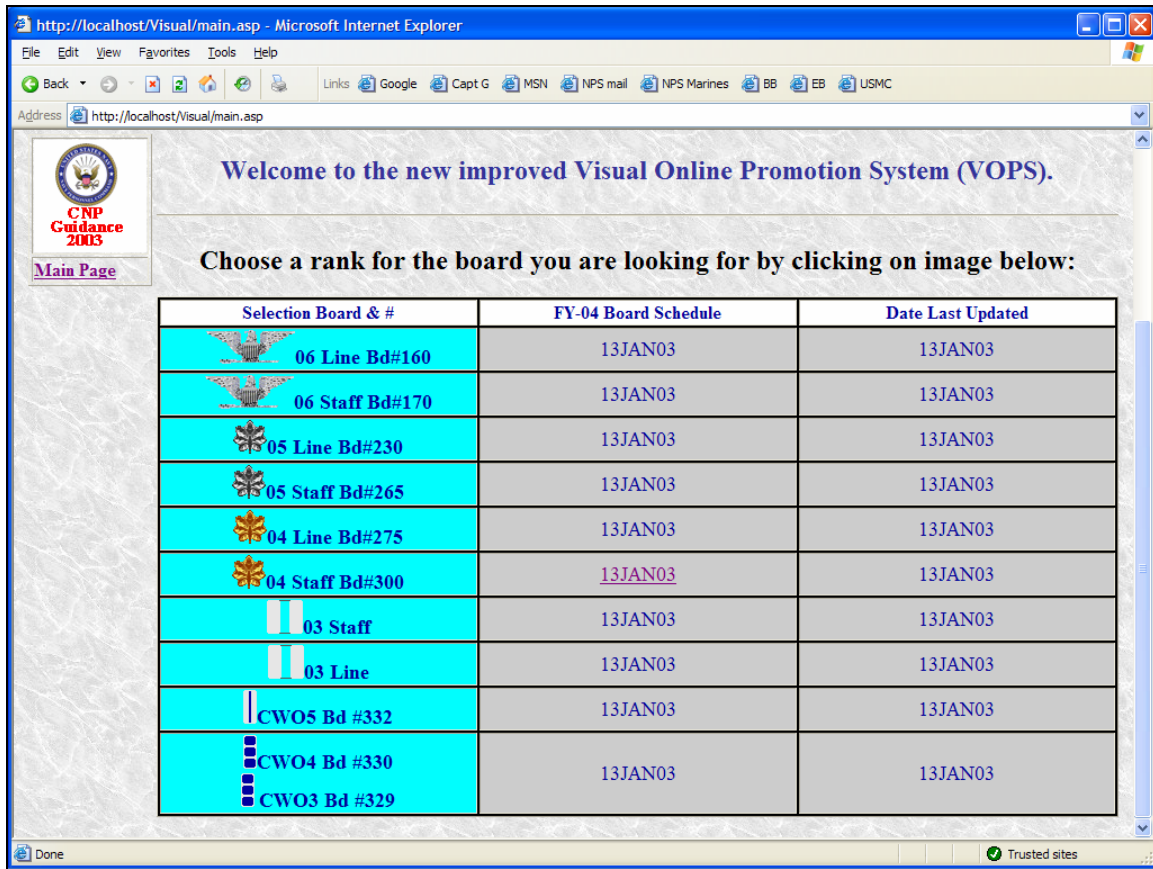 http://localhost/Visual/main.asp - Microsoft Internet Explorer
File Edit View Favorites Tools Help
Back Links Google Capt G MSN NPS mail NPS Marines BB EB USMC
Address http://localhost/Visual/main.asp
CNP
Guidance
2003
Main Page
Welcome to the new improved Visual Online Promotion System (VOPS).
Choose a rank for the board you are looking for by clicking on image below:
Selection Board & # FY-04 Board Schedule Date Last Updated
06 Line Bd#160 13JAN03 13JAN03
06 Staff Bd#170 13JAN03 13JAN03
05 Line Bd#230 13JAN03 13JAN03
05 Staff Bd#265 13JAN03 13JAN03
04 Line Bd#275 13JAN03 13JAN03
04 Staff Bd#300 13JAN03 13JAN03
03 Staff 13JAN03 13JAN03
03 Line 13JAN03 13JAN03
CWO5 Bd #332 13JAN03 13JAN03
CWO4 Bd #330 13JAN03 13JAN03
CWO3 Bd #329
Done Trusted sites